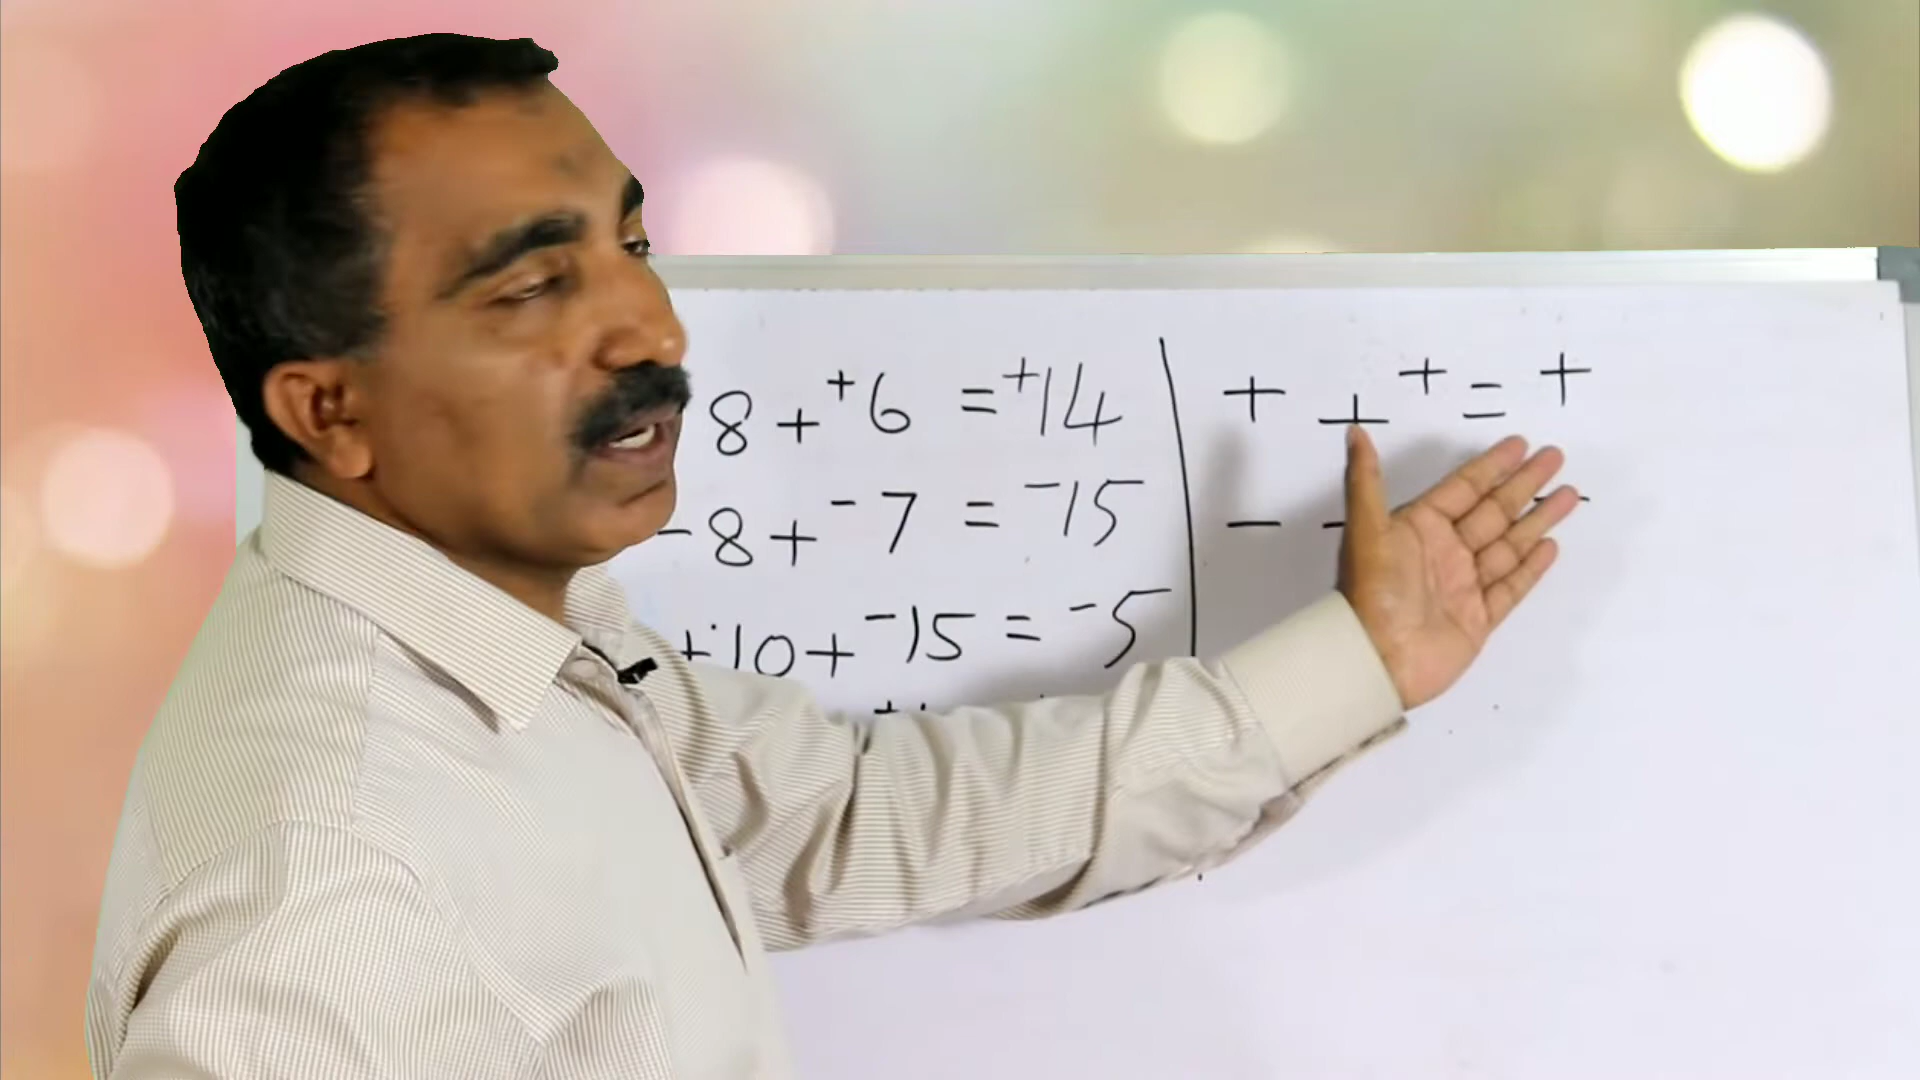 8 + +6 = +14
-8 + -7 = -15
+10 + -15 = -5
+ + + = +
-